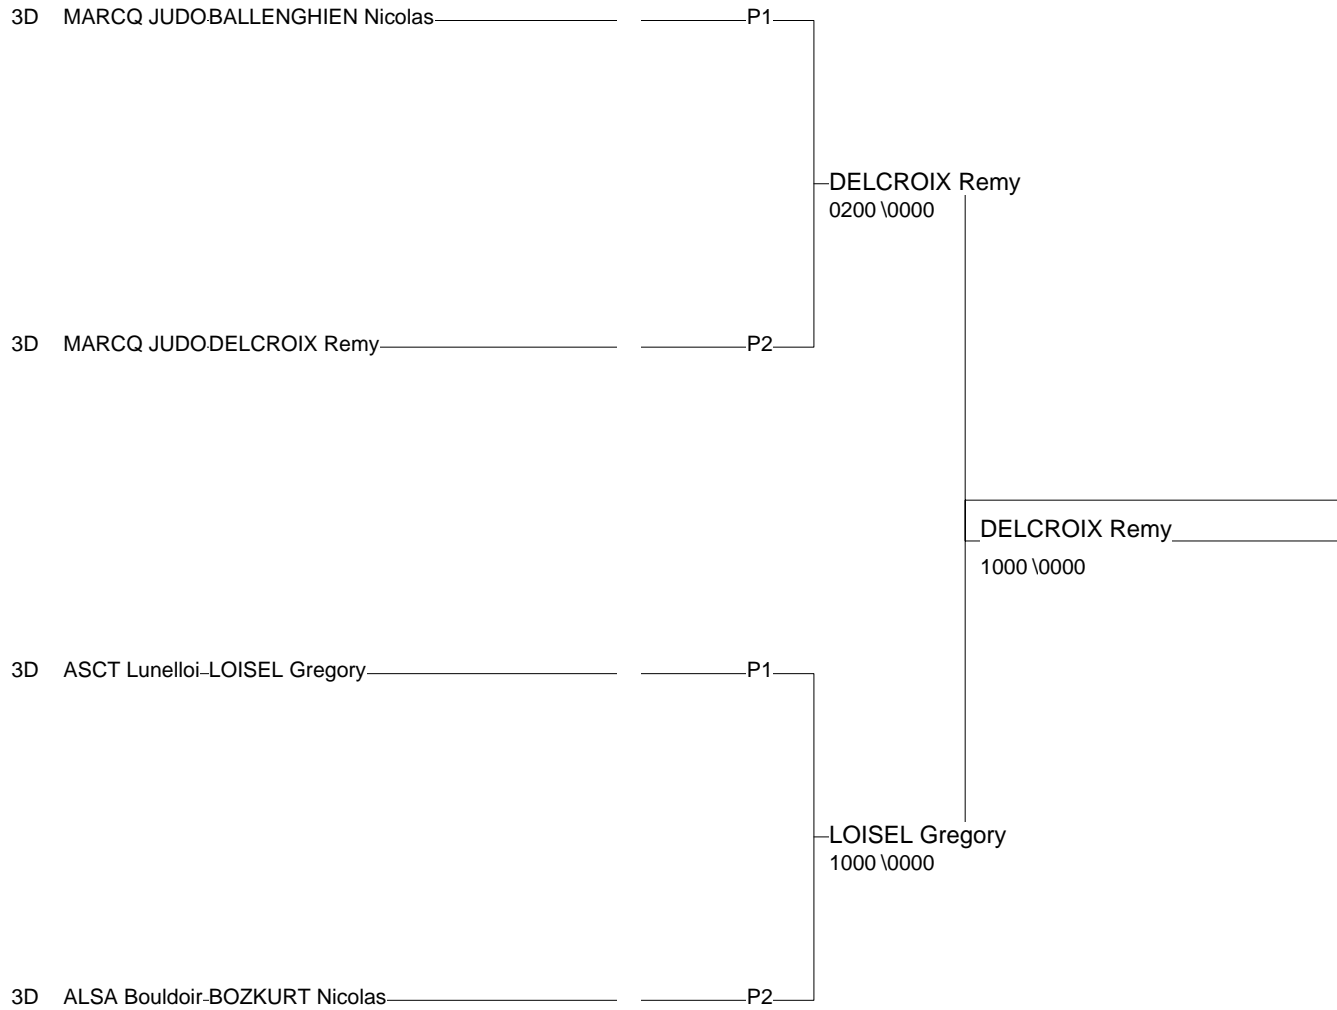 3D MARCQ JUDO BALLENGHIEN Nicolas P1
DELCROIX Remy
0200 \0000
3D MARCQ JUDO DELCROIX Remy P2
DELCROIX Remy
1000 \0000
3D ASCT Lunelloi LOISEL Gregory P1
LOISEL Gregory
1000 \0000
3D ALSA Bouldoir BOZKURT Nicolas P2